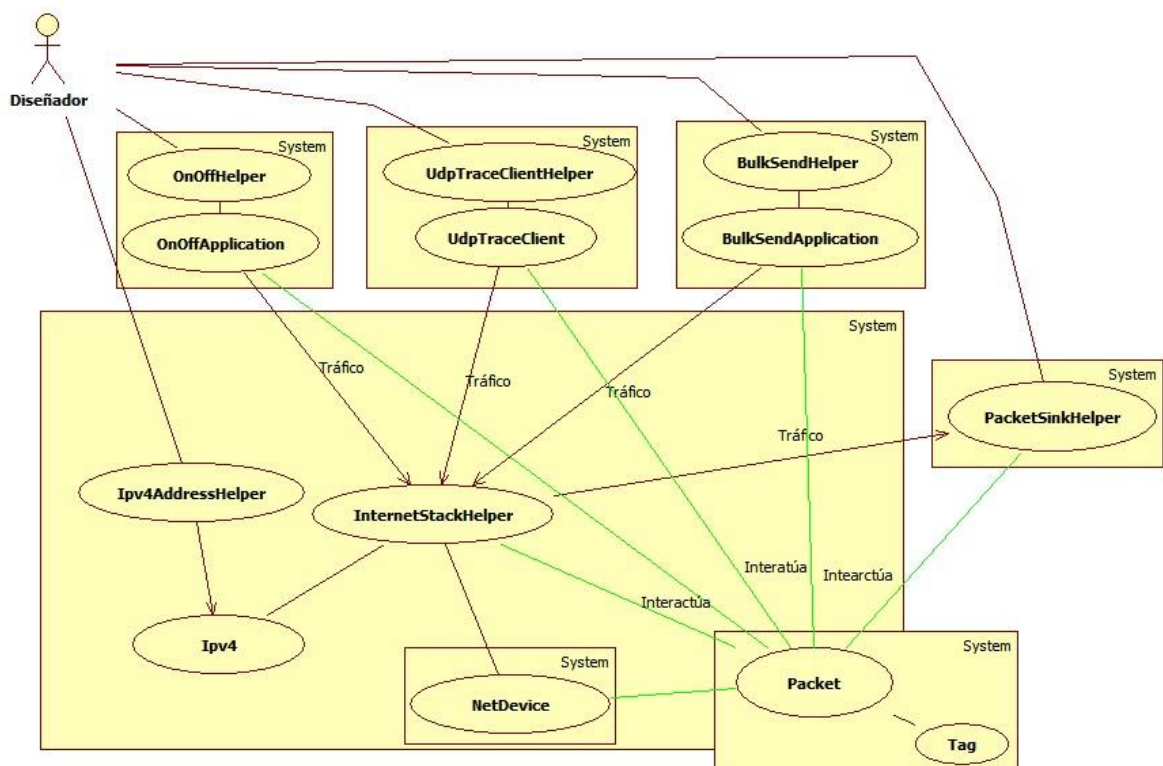 Diseñador
System
System
System
OnOffHelper
UdpTraceClientHelper
BulkSendHelper
OnOffApplication
UdpTraceClient
BulkSendApplication
System
Tráfico
Tráfico
Tráfico
System
PacketSinkHelper
Tráfico
Ipv4AddressHelper
InternetStackHelper
Interatúa
Intearctúa
Interactúa
Ipv4
System
System
Packet
NetDevice
Tag